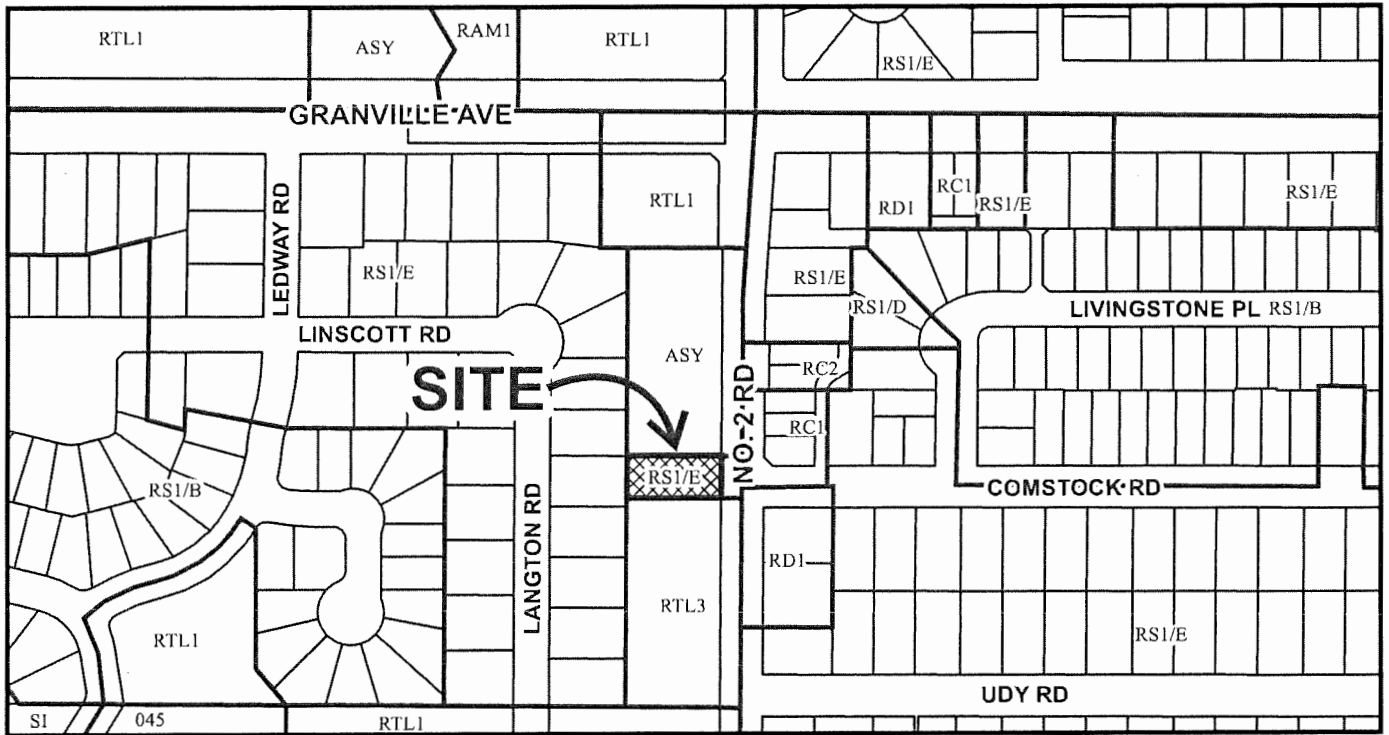 RTL1
ASY
RAM1
RTL1
RS1/E
GRANVILLE AVE
LEDWAY RD
RTL1
RD1
RC1
RS1/E
RS1/E
RS1/E
RS1/E
RS1/D
LIVINGSTONE PL
RS1/B
LINSCOTT RD
ASY
RC2
SITE
NO. 2 RD
RC1
RS1/E
RS1/B
COMSTOCK RD
LANGTON RD
RD1
RTL3
RTL1
RS1/E
UDY RD
SI
045
RTL1